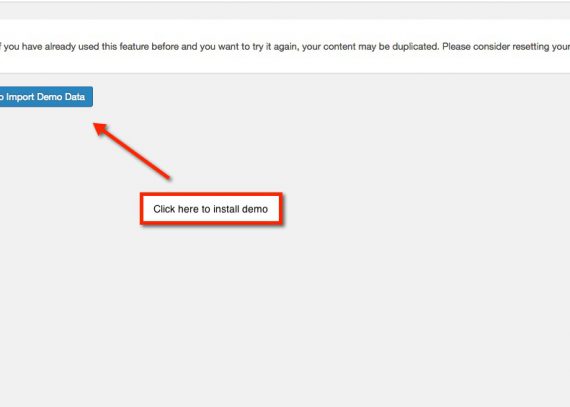 f you have already used this feature before and you want to try it again, your content may be duplicated. Please consider resetting your
o Import Demo Data
Click here to install demo